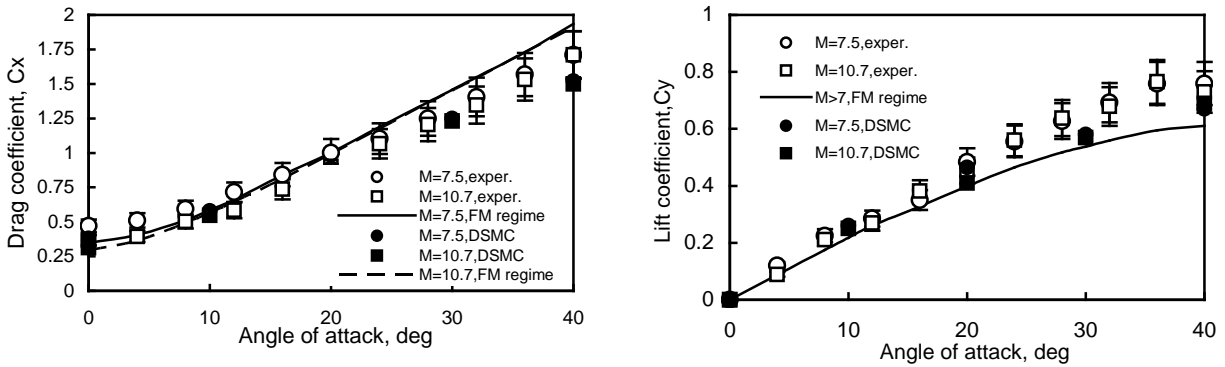 2
1.75
1.5
1.25
1
0.75
0.5
0.25
0
Drag coefficient, Cx
M=7.5,exper.
M=10.7,exper.
M=7.5,FM regime
M=7.5,DSMC
M=10.7,DSMC
M=10.7,FM regime
0 10 20 30 40
Angle of attack, deg
1
0.8
0.6
0.4
0.2
0
Lift coefficient,Cy
M=7.5,exper.
M=10.7,exper.
M>7,FM regime
M=7.5,DSMC
M=10.7,DSMC
0 10 20 30 40
Angle of attack, deg